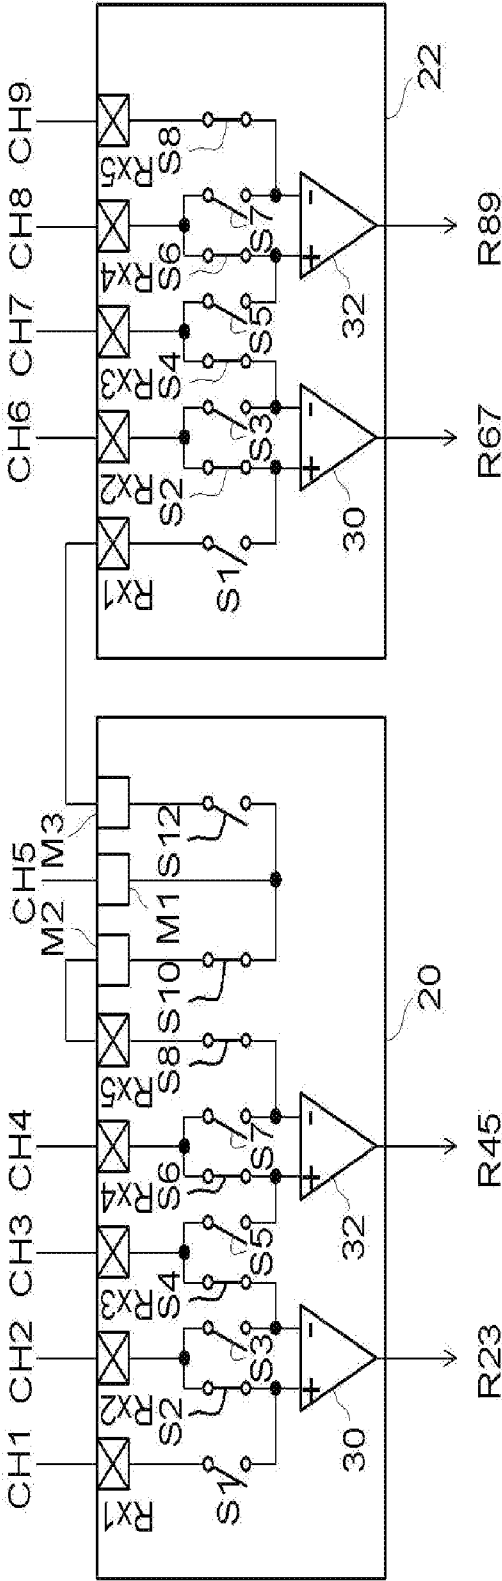 CH1
CH2
CH3
CH4
CH5
CH6
CH7
CH8
CH9
M2
M3
Rx1
Rx2
Rx3
Rx4
Rx5
M1
Rx1
Rx2
Rx3
Rx4
Rx5
S1
S2
S3
S4
S5
S6
S7
S8
S10
S12
S1
S2
S3
S4
S5
S6
S7
S8
+
-
+
-
+
-
+
-
30
32
20
30
32
22
R23
R45
R67
R89